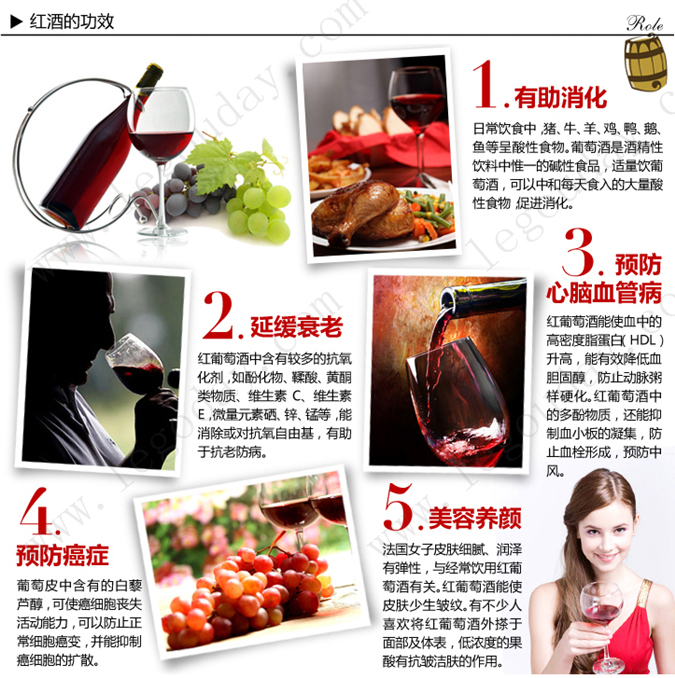 ▶ 红酒的功效
Role
1.有助消化
日常饮食中,猪、牛、羊、鸡、鸭、鹅、
鱼等呈酸性食物。葡萄酒是酒精性
饮料中惟一的碱性食品，适量饮葡
萄酒，可以中和每天食入的大量酸
性食物 ,促进消化。
2.延缓衰老
红葡萄酒中含有较多的抗氧
化剂 , 如酚化物、鞣酸、黄酮
类物质、维生素 C、维生素
E , 微量元素硒、锌、锰等 , 能
消除或对抗氧自由基，有助
于抗老防病。
3.预防
心脑血管病
红葡萄酒能使血中的
高密度脂蛋白( HDL )
升高，能有效降低血
胆固醇，防止动脉粥
样硬化。红葡萄酒中
的多酚物质，还能抑
制血小板的凝集，防
止血栓形成，预防中
风。
4.
预防癌症
葡萄皮中含有的白藜
芦醇 , 可使癌细胞丧失
活动能力 , 可以防止正
常细胞癌变，并能抑制
癌细胞的扩散。
5.美容养颜
法国女子皮肤细腻、润泽
有弹性，与经常饮用红葡
萄酒有关。红葡萄酒能使
皮肤少生皱纹。有不少人
喜欢将红葡萄酒外搽于
面部及体表，低浓度的果
酸有抗皱洁肤的作用。
www.legouday.com